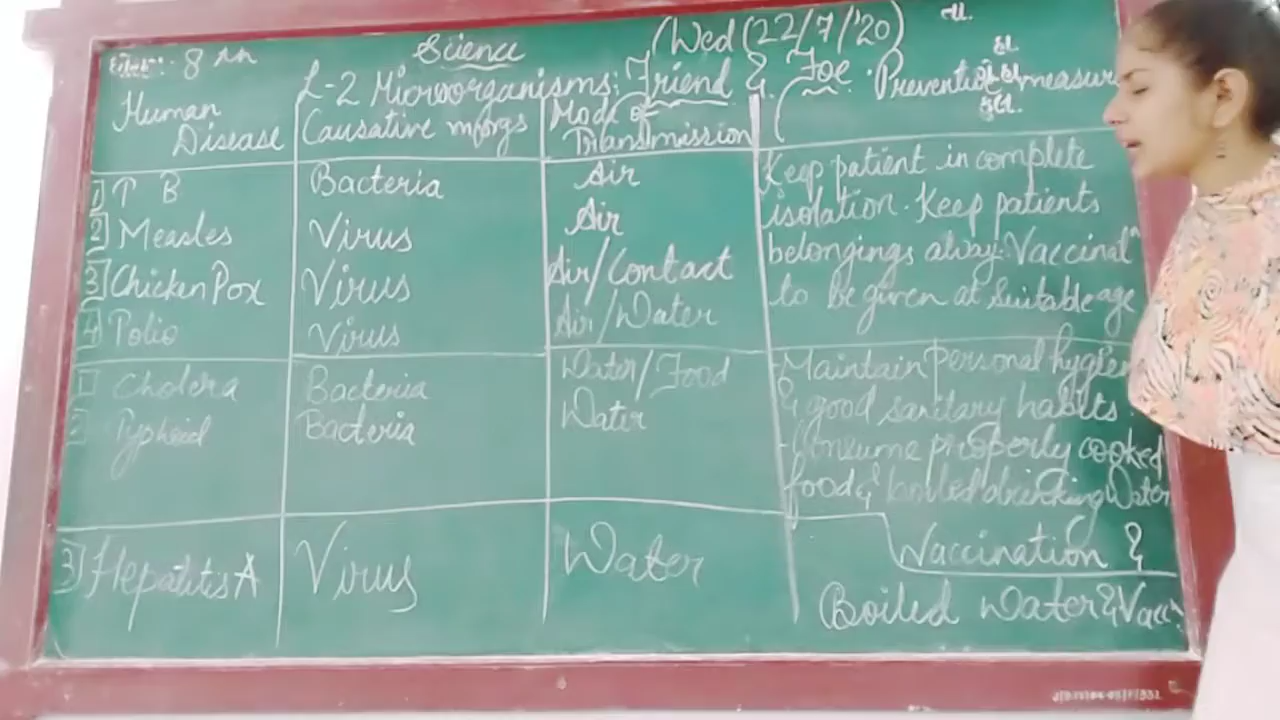 8
Science
(Wed (22/7/'20)
તા.
L-2 Microorganisms: Friend & Foe.
Human Disease
Causative m/orgs
Mode of Transmission
Preventive measur
1] T B
Bacteria
Air
2] Measles
Virus
Air
3] Chicken Pox
Virus
Air/Contact
4] Polio
Virus
Air/Water
Keep patient in complete
isolation. Keep patients
belongings away. Vaccinatn
to be given at suitable age
1] Cholera
Bacteria
Water/Food
2] Typhoid
Bacteria
Water
-Maintain personal hygien
& good sanitary habits.
-Consume properly cooked
food & boiled drinking water
Vaccination &
3] Hepatitis A
Virus
Water
Boiled Water & Vacc